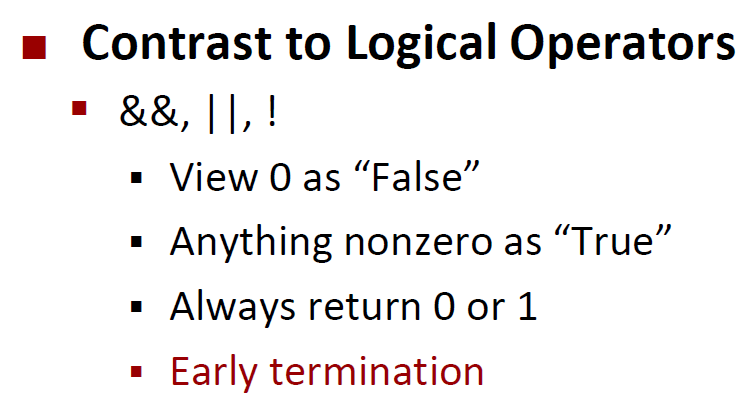 ▪ Contrast to Logical Operators
▪ &&, ||, !
▪ View 0 as “False”
▪ Anything nonzero as “True”
▪ Always return 0 or 1
▪ Early termination